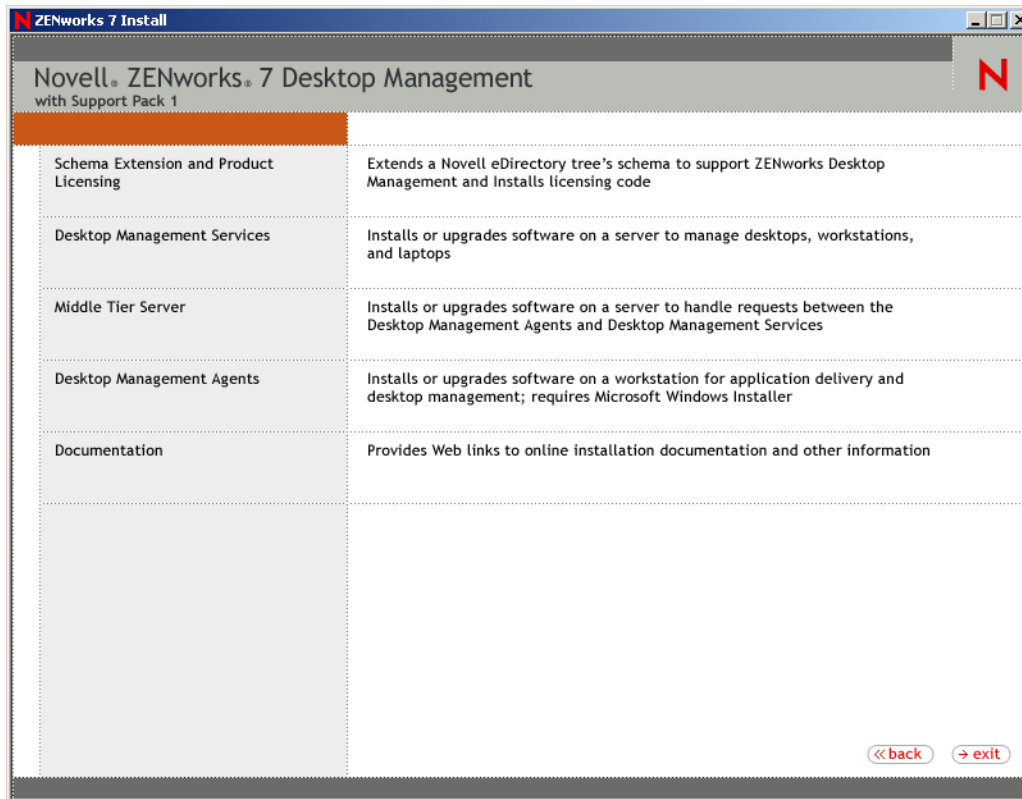 ZENworks 7 Install
Novell® ZENworks® 7 Desktop Management
with Support Pack 1
N
Schema Extension and Product
Licensing
Extends a Novell eDirectory tree's schema to support ZENworks Desktop
Management and Installs licensing code
Desktop Management Services
Installs or upgrades software on a server to manage desktops, workstations,
and laptops
Middle Tier Server
Installs or upgrades software on a server to handle requests between the
Desktop Management Agents and Desktop Management Services
Desktop Management Agents
Installs or upgrades software on a workstation for application delivery and
desktop management; requires Microsoft Windows Installer
Documentation
Provides Web links to online installation documentation and other information
back
exit